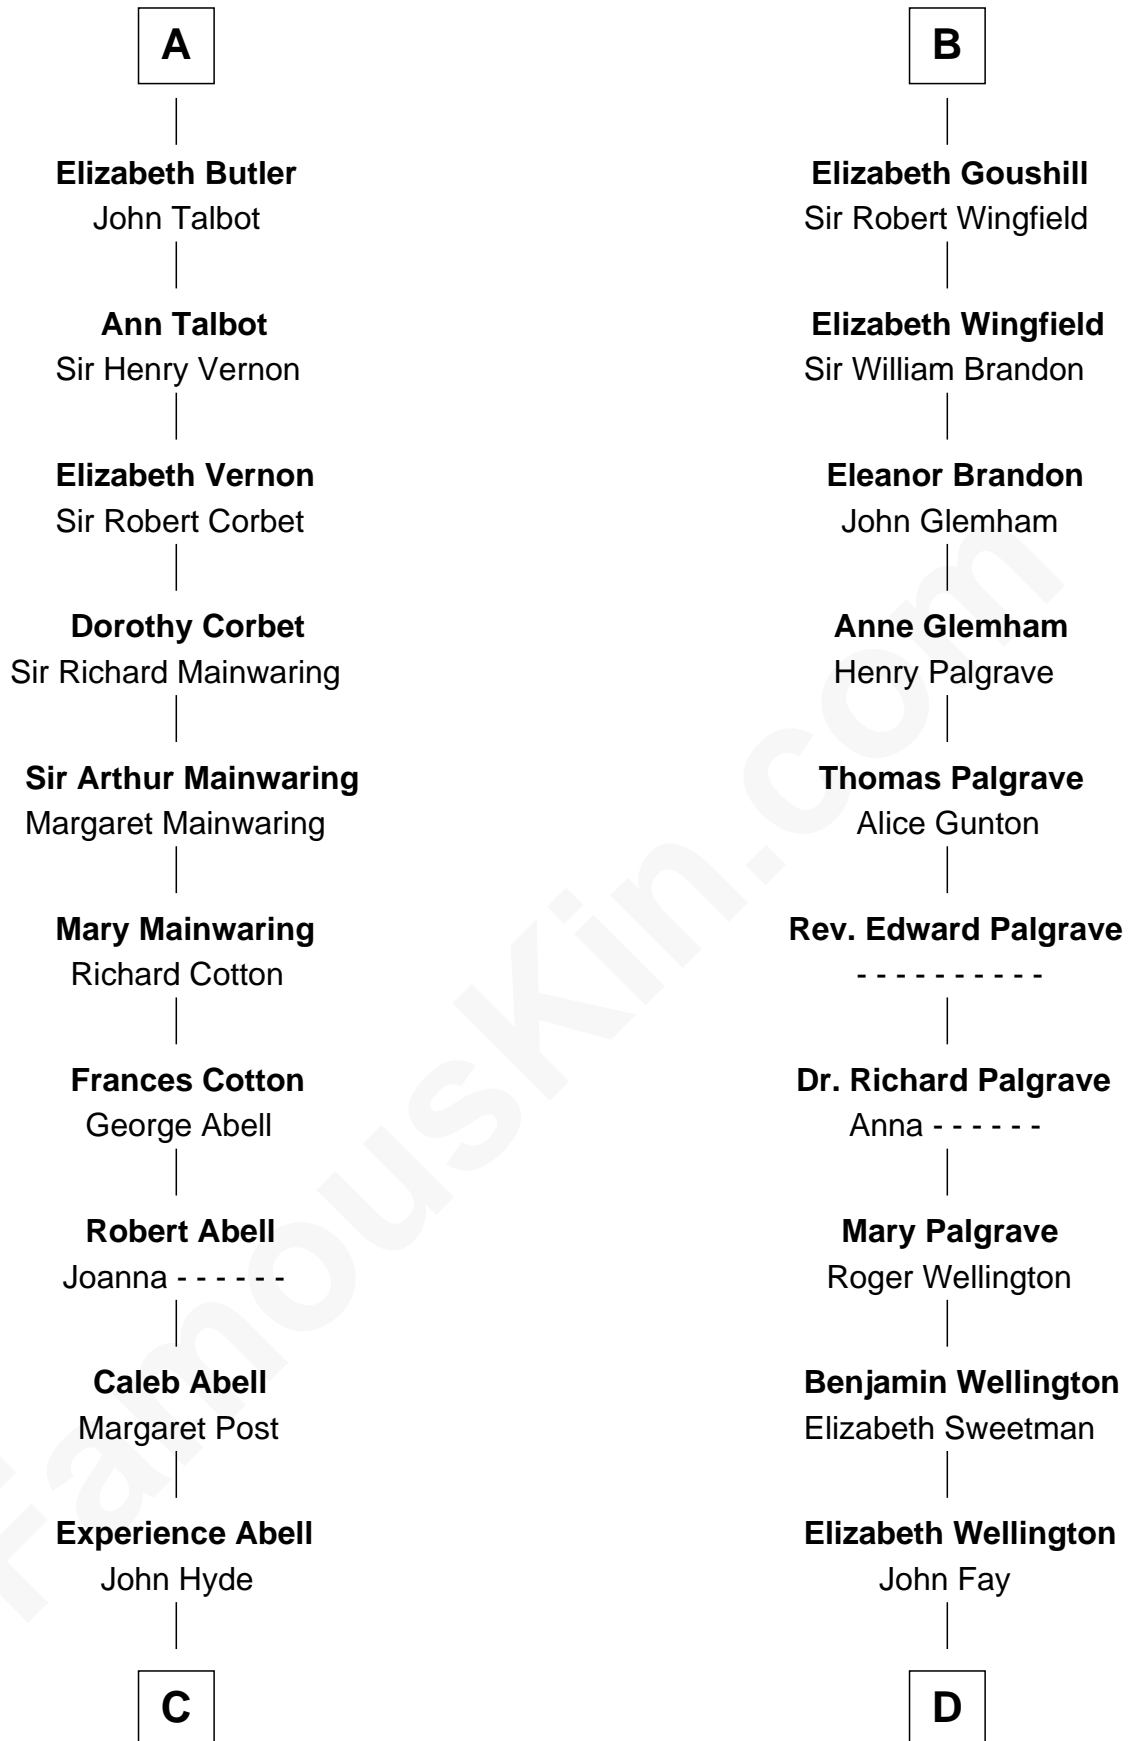 A
Elizabeth Butler
John Talbot
Ann Talbot
Sir Henry Vernon
Elizabeth Vernon
Sir Robert Corbet
Dorothy Corbet
Sir Richard Mainwaring
Sir Arthur Mainwaring
Margaret Mainwaring
Mary Mainwaring
Richard Cotton
Frances Cotton
George Abell
Robert Abell
Joanna - - - - - -
Caleb Abell
Margaret Post
Experience Abell
John Hyde
C
B
Elizabeth Goushill
Sir Robert Wingfield
Elizabeth Wingfield
Sir William Brandon
Eleanor Brandon
John Glemham
Anne Glemham
Henry Palgrave
Thomas Palgrave
Alice Gunton
Rev. Edward Palgrave
- - - - - - - - - -
Dr. Richard Palgrave
Anna - - - - - -
Mary Palgrave
Roger Wellington
Benjamin Wellington
Elizabeth Sweetman
Elizabeth Wellington
John Fay
D
FamousKin.com